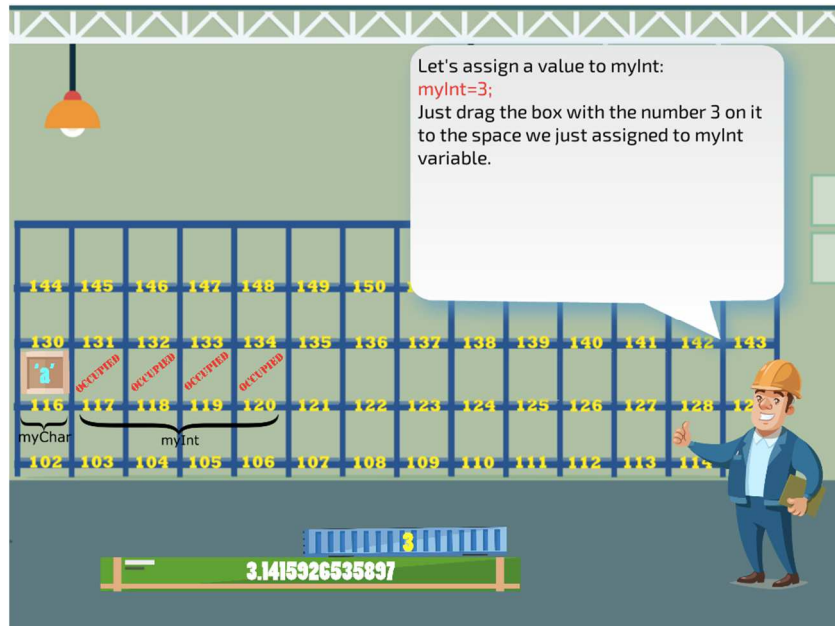 Let's assign a value to myInt:
myInt=3;
Just drag the box with the number 3 on it
to the space we just assigned to myInt
variable.
144 145 146 147 148 149 150
130 131 132 133 134 135 136 137 138 139 140 141 142 143
'a' OCCUPIED OCCUPIED OCCUPIED OCCUPIED
116 117 118 119 120 121 122 123 124 125 126 127 128
myChar myInt
102 103 104 105 106 107 108 109 110 111 112 113 114
3
3.1415926535897